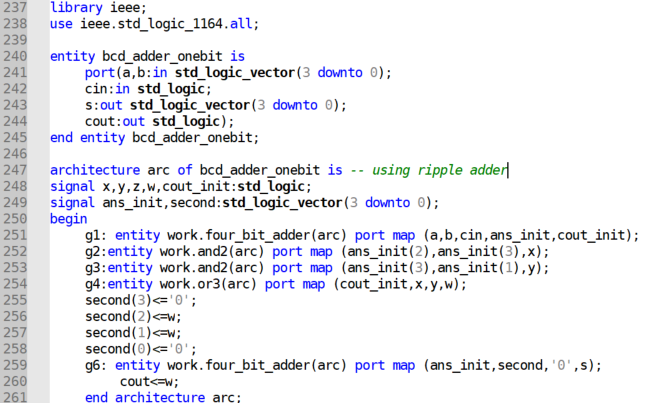 237 library ieee;
238 use ieee.std_logic_1164.all;
239
240 entity bcd_adder_onebit is
241 port(a,b:in std_logic_vector(3 downto 0);
242 cin:in std_logic;
243 s:out std_logic_vector(3 downto 0);
244 cout:out std_logic);
245 end entity bcd_adder_onebit;
246
247 architecture arc of bcd_adder_onebit is -- using ripple adder
248 signal x,y,z,w,cout_init:std_logic;
249 signal ans_init,second:std_logic_vector(3 downto 0);
250 begin
251 g1: entity work.four_bit_adder(arc) port map (a,b,cin,ans_init,cout_init);
252 g2:entity work.and2(arc) port map (ans_init(2),ans_init(3),x);
253 g3:entity work.and2(arc) port map (ans_init(3),ans_init(1),y);
254 g4:entity work.or3(arc) port map (cout_init,x,y,w);
255 second(3)<='0';
256 second(2)<=w;
257 second(1)<=w;
258 second(0)<='0';
259 g6: entity work.four_bit_adder(arc) port map (ans_init,second,'0',s);
260 cout<=w;
261 end architecture arc;